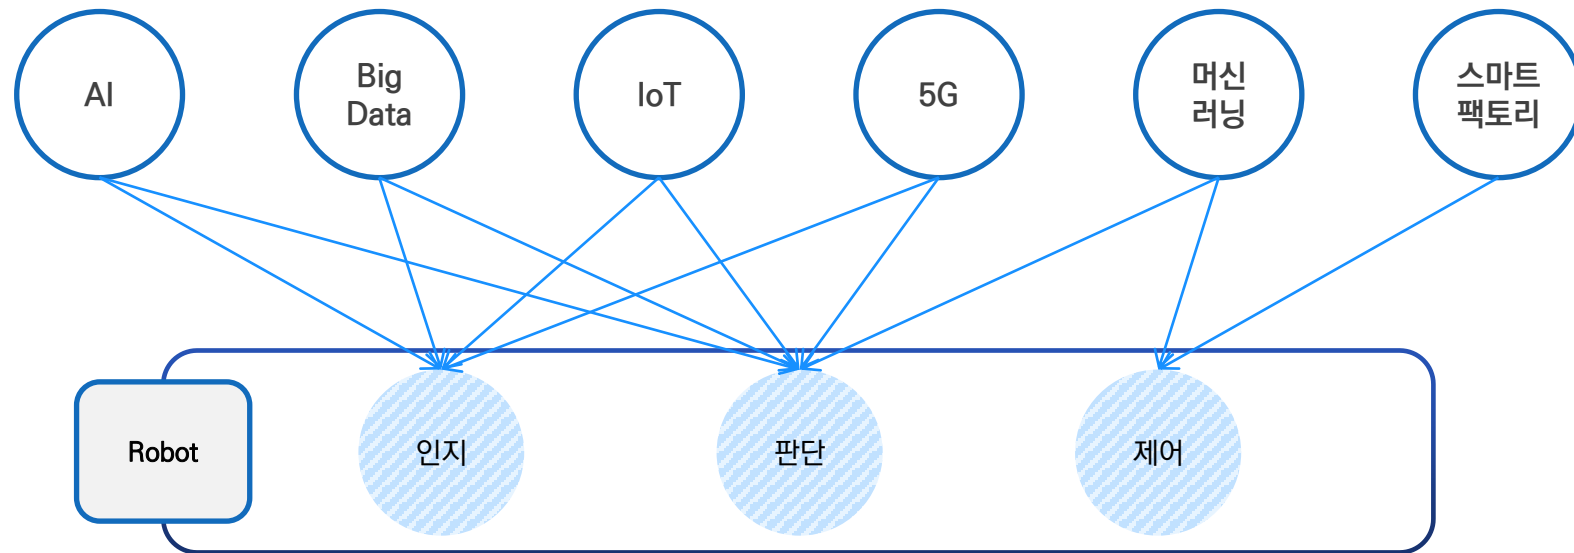 AI
Big
Data
IoT
5G
머신
러닝
스마트
팩토리
Robot
인지
판단
제어